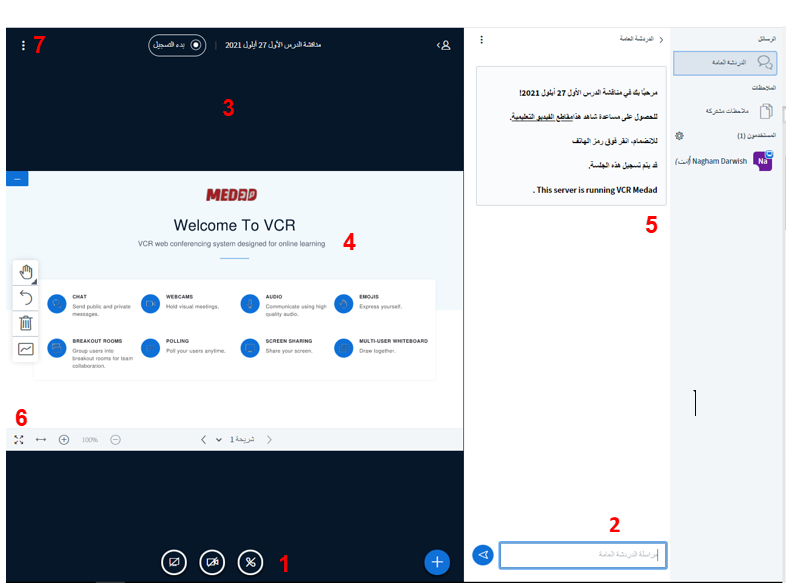 7
بدء التسجيل
مناقشة الدرس الأول 27 أيلول 2021
3
MEDAD
Welcome To VCR
VCR web conferencing system designed for online learning
4
CHAT
Send public and private
messages.
WEBCAMS
Hold visual meetings.
AUDIO
Communicate using high
quality audio.
EMOJIS
Express yourself.
BREAKOUT ROOMS
Group users into
breakout rooms for team
collaboration.
POLLING
Poll your users anytime.
SCREEN SHARING
Share your screen.
MULTI-USER WHITEBOARD
Draw together.
6
100%
شريحة 1
1
الدردشة العامة
مرحبًا بك في مناقشة الدرس الأول 27 أيلول 2021!
للحصول على مساعدة شاهد هذا مقاطع الفيديو التعليمية.
للانضمام، انقر فوق رمز الهاتف
قد يتم تسجيل هذه الجلسة.
This server is running VCR Medad .
5
2
مراسلة الدردشة العامة
الرسائل
الدردشة العامة
الملاحظات
ملاحظات مشتركة
المستخدمون (1)
Na
Nagham Darwish (أنت)